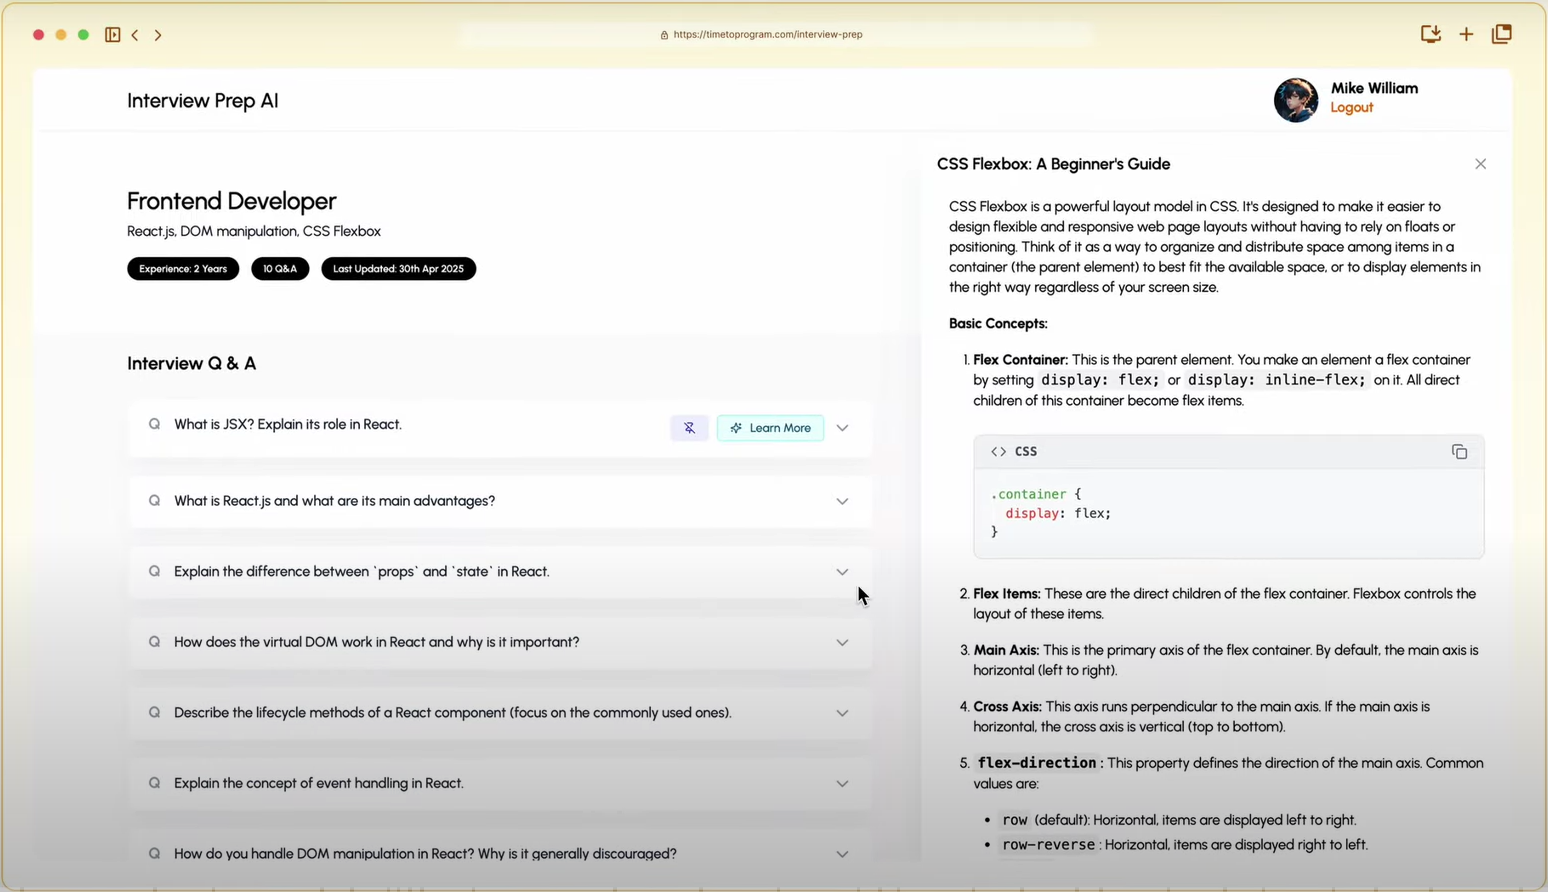 https://timetoprogram.com/interview-prep
Interview Prep AI
Mike William
Logout
Frontend Developer
React.js, DOM manipulation, CSS Flexbox
Experience: 2 Years
10 Q&A
Last Updated: 30th Apr 2025
Interview Q & A
Q What is JSX? Explain its role in React.
Learn More
Q What is React.js and what are its main advantages?
Q Explain the difference between `props` and `state` in React.
Q How does the virtual DOM work in React and why is it important?
Q Describe the lifecycle methods of a React component (focus on the commonly used ones).
Q Explain the concept of event handling in React.
Q How do you handle DOM manipulation in React? Why is it generally discouraged?
CSS Flexbox: A Beginner's Guide
CSS Flexbox is a powerful layout model in CSS. It's designed to make it easier to
design flexible and responsive web page layouts without having to rely on floats or
positioning. Think of it as a way to organize and distribute space among items in a
container (the parent element) to best fit the available space, or to display elements in
the right way regardless of your screen size.
Basic Concepts:
1. Flex Container: This is the parent element. You make an element a flex container
by setting display: flex; or display: inline-flex; on it. All direct
children of this container become flex items.
<> CSS
.container {
display: flex;
}
2. Flex Items: These are the direct children of the flex container. Flexbox controls the
layout of these items.
3. Main Axis: This is the primary axis of the flex container. By default, the main axis is
horizontal (left to right).
4. Cross Axis: This axis runs perpendicular to the main axis. If the main axis is
horizontal, the cross axis is vertical (top to bottom).
5. flex-direction : This property defines the direction of the main axis. Common
values are:
• row (default): Horizontal, items are displayed left to right.
• row-reverse : Horizontal, items are displayed right to left.